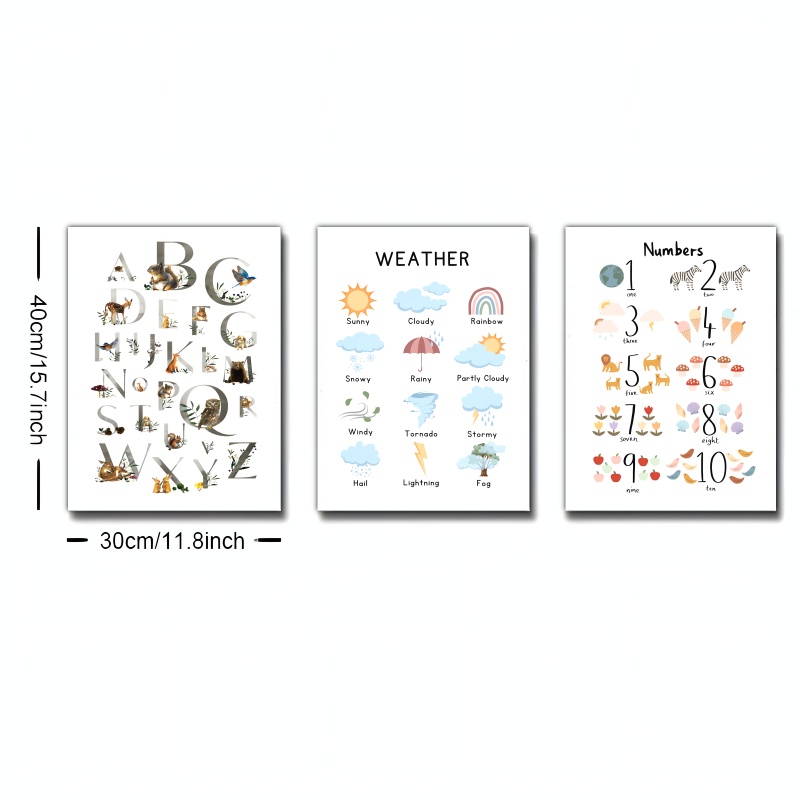 A B C
D E F G
H I J K L M
N O P Q R
S T U V
W X Y Z
WEATHER
Sunny Cloudy Rainbow
Snowy Rainy Partly Cloudy
Windy Tornado Stormy
Hail Lightning Fog
Numbers
1 2
one two
3 4
three four
5 6
five six
7 8
seven eight
9 10
nine ten
40cm/15.7inch
30cm/11.8inch